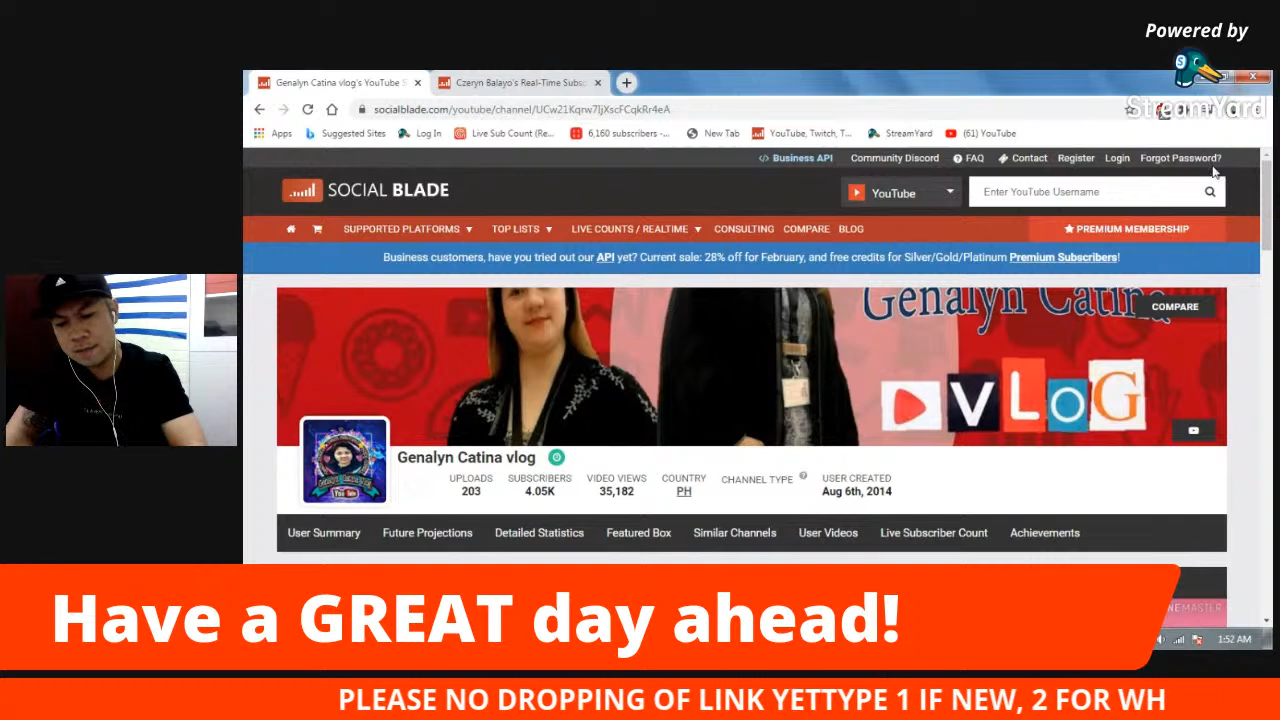 Powered by
StreamYard
Genalyn Catina vlog's YouTube S
Czeryn Balayo's Real-Time Subsc
socialblade.com/youtube/channel/UCw21Kqrw7ljXscFCqkRr4eA
Apps
Suggested Sites
Log In
Live Sub Count (Re...
6,160 subscribers -...
New Tab
YouTube, Twitch, T...
StreamYard
(61) YouTube
Business API
Community Discord
FAQ
Contact
Register
Login
Forgot Password?
SOCIAL BLADE
YouTube
Enter YouTube Username
SUPPORTED PLATFORMS
TOP LISTS
LIVE COUNTS / REALTIME
CONSULTING
COMPARE
BLOG
PREMIUM MEMBERSHIP
Business customers, have you tried out our API yet? Current sale: 28% off for February, and free credits for Silver/Gold/Platinum Premium Subscribers!
Genalyn Catina
COMPARE
VLOG
Genalyn Catina vlog
UPLOADS
203
SUBSCRIBERS
4.05K
VIDEO VIEWS
35,182
COUNTRY
PH
CHANNEL TYPE
USER CREATED
Aug 6th, 2014
User Summary
Future Projections
Detailed Statistics
Featured Box
Similar Channels
User Videos
Live Subscriber Count
Achievements
NEMASTER
1:52 AM
Have a GREAT day ahead!
PLEASE NO DROPPING OF LINK YETTYPE 1 IF NEW, 2 FOR WH